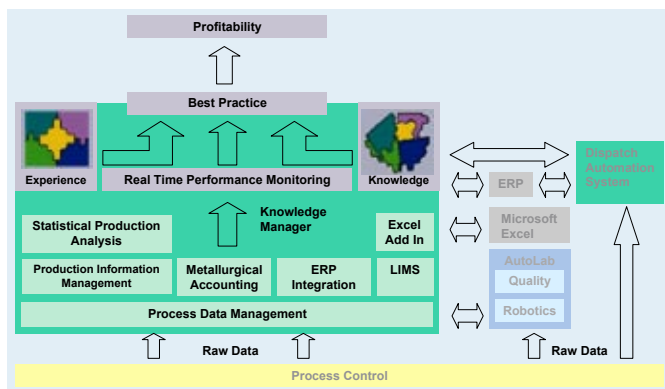 Profitability
Best Practice
Experience
Real Time Performance Monitoring
Knowledge
Dispatch
Automation
System
ERP
Knowledge
Manager
Statistical Production
Analysis
Excel
Add In
Microsoft
Excel
Production Information
Management
Metallurgical
Accounting
ERP
Integration
LIMS
AutoLab
Quality
Robotics
Process Data Management
Raw Data
Raw Data
Process Control